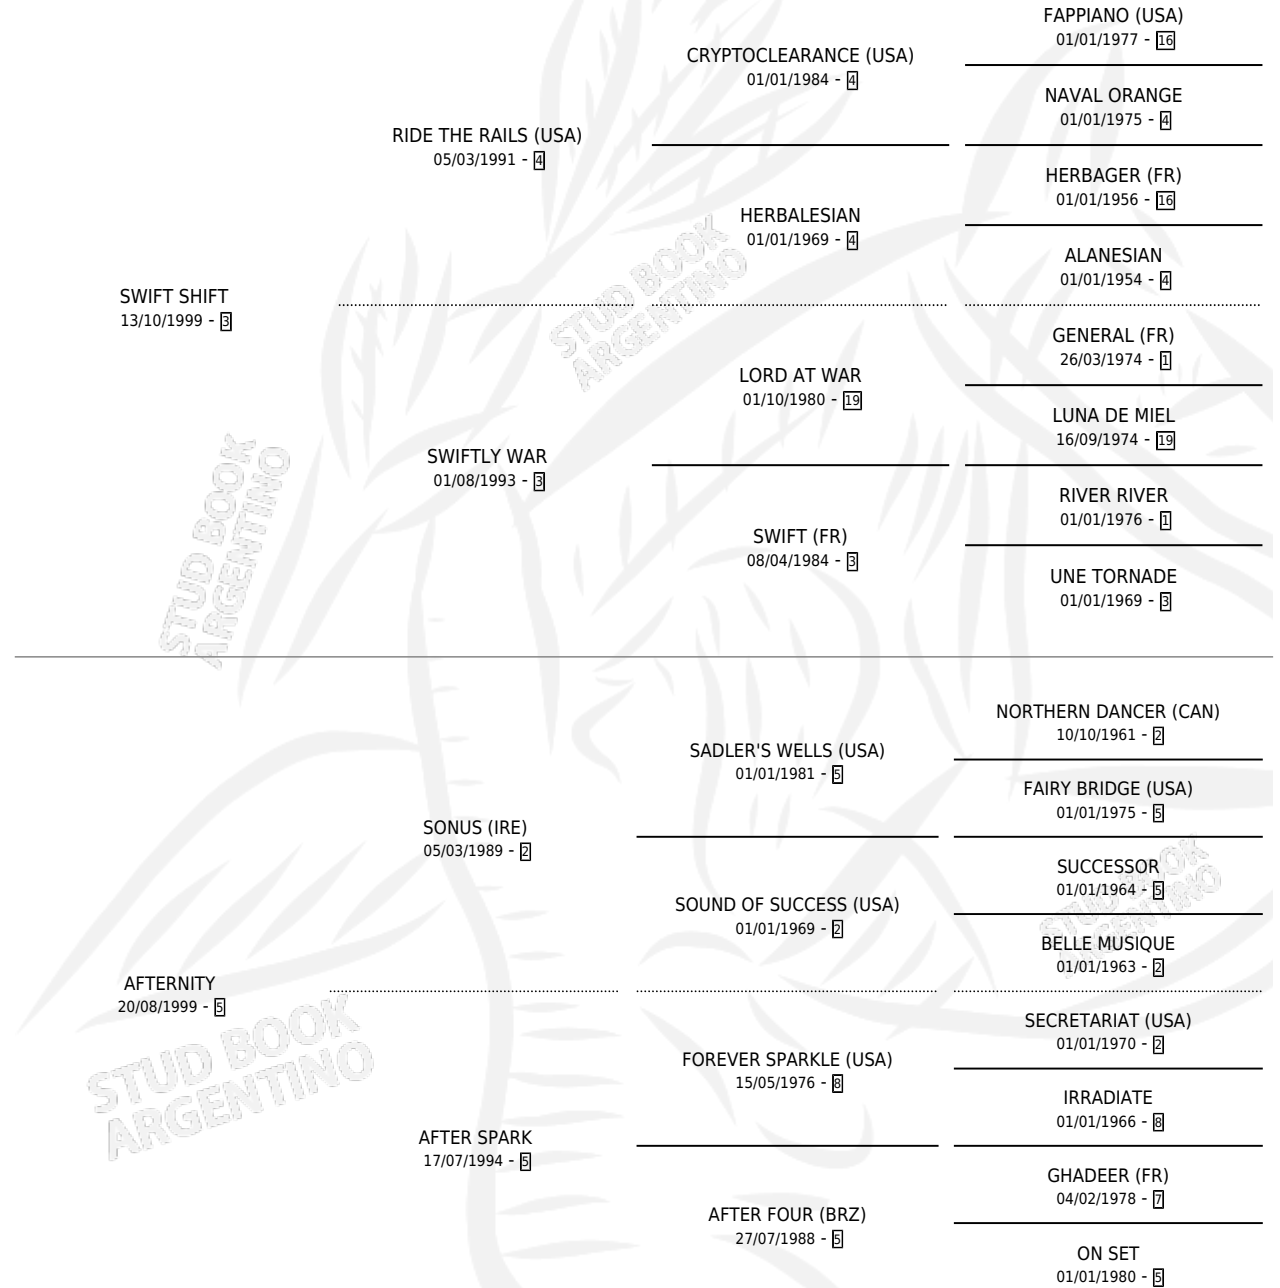 FAPPIANO (USA)
01/01/1977 - 16
CRYPTOCLEARANCE (USA)
01/01/1984 - 4
NAVAL ORANGE
01/01/1975 - 4
RIDE THE RAILS (USA)
05/03/1991 - 4
HERBAGER (FR)
01/01/1956 - 16
HERBALESIAN
01/01/1969 - 4
ALANESIAN
01/01/1954 - 4
SWIFT SHIFT
13/10/1999 - 3
STUD BOOK
ARGENTINO
GENERAL (FR)
26/03/1974 - 1
LORD AT WAR
01/10/1980 - 19
LUNA DE MIEL
16/09/1974 - 19
SWIFTLY WAR
01/08/1993 - 3
RIVER RIVER
01/01/1976 - 1
SWIFT (FR)
08/04/1984 - 3
UNE TORNADE
01/01/1969 - 3
STUD BOOK
ARGENTINO
NORTHERN DANCER (CAN)
10/10/1961 - 2
SADLER'S WELLS (USA)
01/01/1981 - 5
FAIRY BRIDGE (USA)
01/01/1975 - 5
SONUS (IRE)
05/03/1989 - 2
SUCCESSOR
01/01/1964 - 5
SOUND OF SUCCESS (USA)
01/01/1969 - 2
STUD BOOK
ARGENTINO
BELLE MUSIQUE
01/01/1963 - 2
AFTERNITY
20/08/1999 - 5
SECRETARIAT (USA)
01/01/1970 - 2
FOREVER SPARKLE (USA)
15/05/1976 - 8
STUD BOOK
ARGENTINO
IRRADIATE
01/01/1966 - 8
AFTER SPARK
17/07/1994 - 5
GHADEER (FR)
04/02/1978 - 7
AFTER FOUR (BRZ)
27/07/1988 - 5
ON SET
01/01/1980 - 5